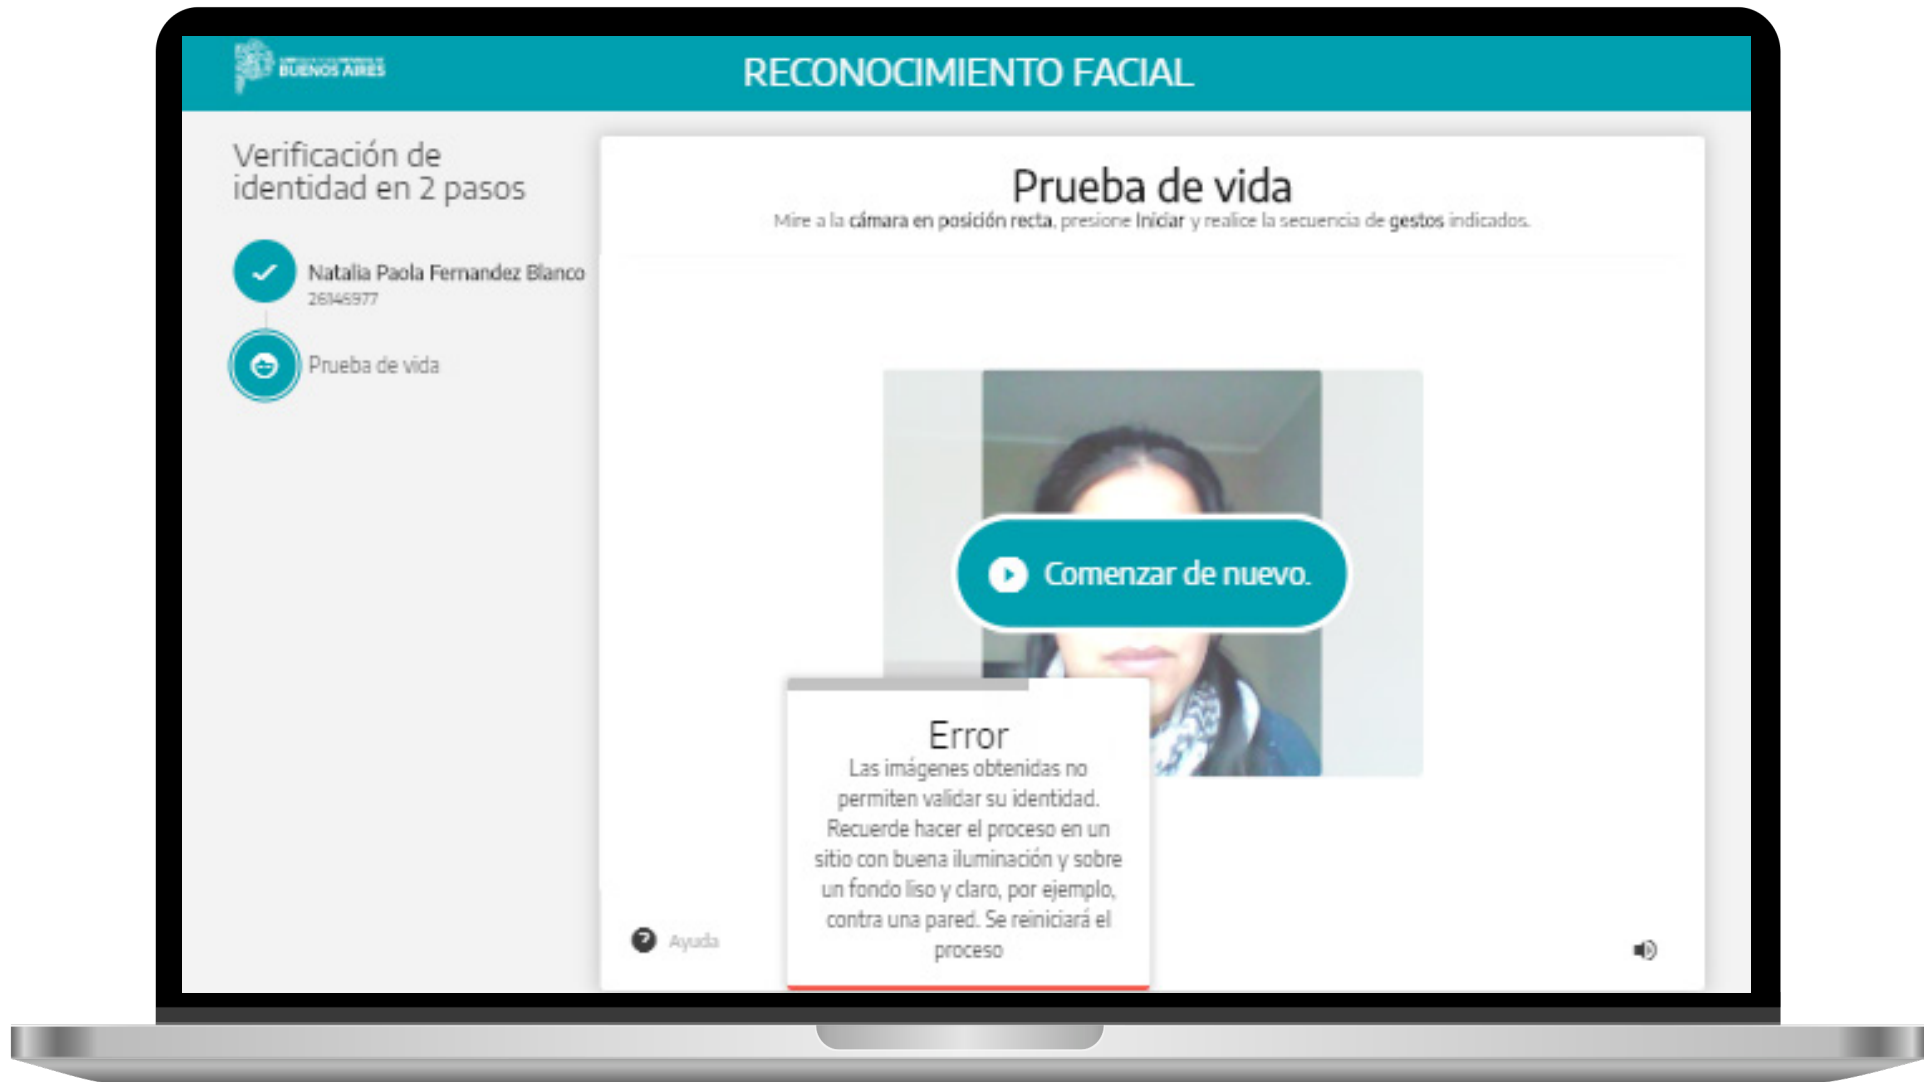 BUENOS AIRES
RECONOCIMIENTO FACIAL
Verificación de
identidad en 2 pasos
Natalia Paola Fernandez Blanco
26146977
Prueba de vida
Prueba de vida
Mire a la cámara en posición recta, presione Iniciar y realice la secuencia de gestos indicados.
Comenzar de nuevo.
Error
Las imágenes obtenidas no
permiten validar su identidad.
Recuerde hacer el proceso en un
sitio con buena iluminación y sobre
un fondo liso y claro, por ejemplo,
contra una pared. Se reiniciará el
proceso
Ayuda